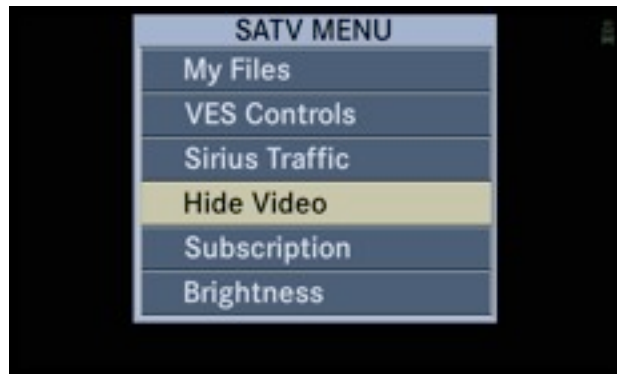 SATV MENU
My Files
VES Controls
Sirius Traffic
Hide Video
Subscription
Brightness